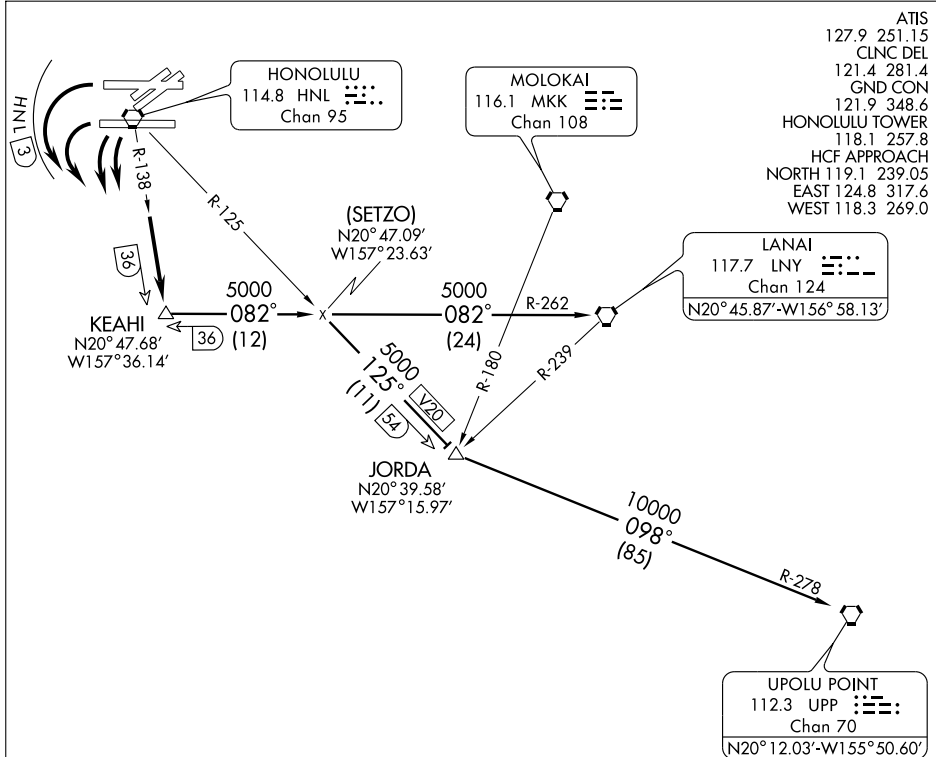 ATIS
127.9 251.15
CLNC DEL
121.4 281.4
GND CON
121.9 348.6
HONOLULU TOWER
118.1 257.8
HCF APPROACH
NORTH 119.1 239.05
EAST 124.8 317.6
WEST 118.3 269.0
HONOLULU
114.8 HNL
Chan 95
MOLOKAI
116.1 MKK
Chan 108
HNL 3
R-138
R-125
(SETZO)
N20°47.09'
W157°23.63'
LANAI
117.7 LNY
Chan 124
N20°45.87'-W156°58.13'
36
KEAHI
N20°47.68'
W157°36.14'
36
5000
082°
(12)
5000
082°
(24)
R-262
R-180
R-239
5000
125°
(11)
V20
54
JORDA
N20°39.58'
W157°15.97'
10000
098°
(85)
R-278
UPOLU POINT
112.3 UPP
Chan 70
N20°12.03'-W155°50.60'